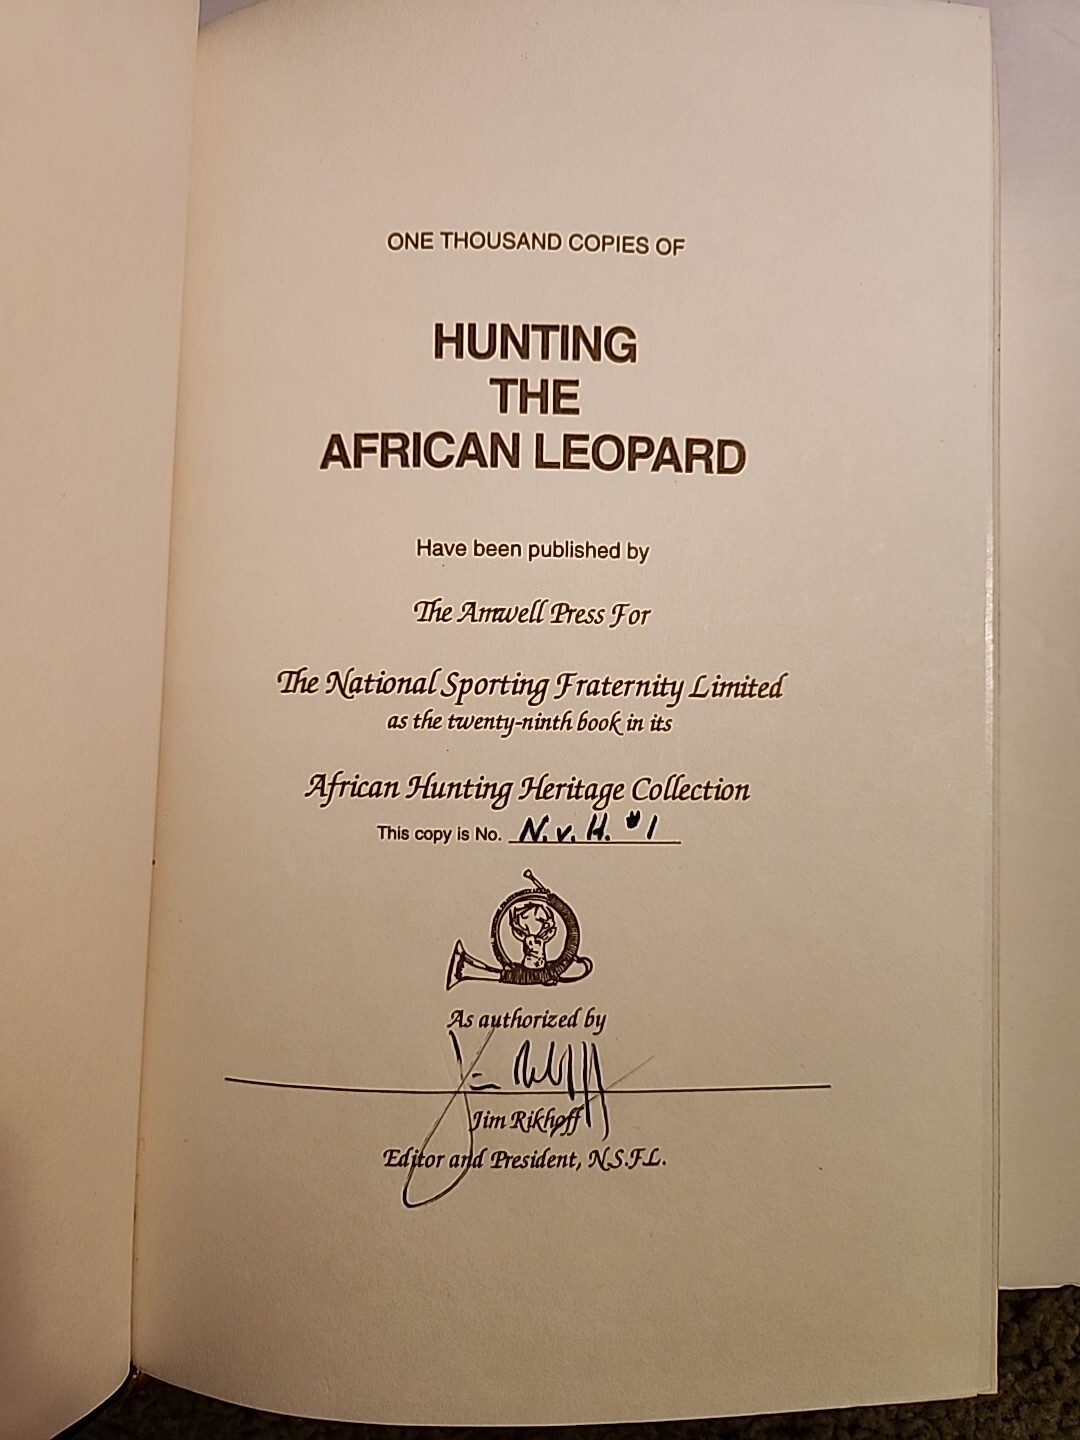 ONE THOUSAND COPIES OF
HUNTING
THE
AFRICAN LEOPARD
Have been published by
The Amwell Press For
The National Sporting Fraternity Limited
as the twenty-ninth book in its
African Hunting Heritage Collection
This copy is No. N.v.H. #1
As authorized by
Jim Rikhoff
Jim Rikhoff
Editor and President, N.S.F.L.